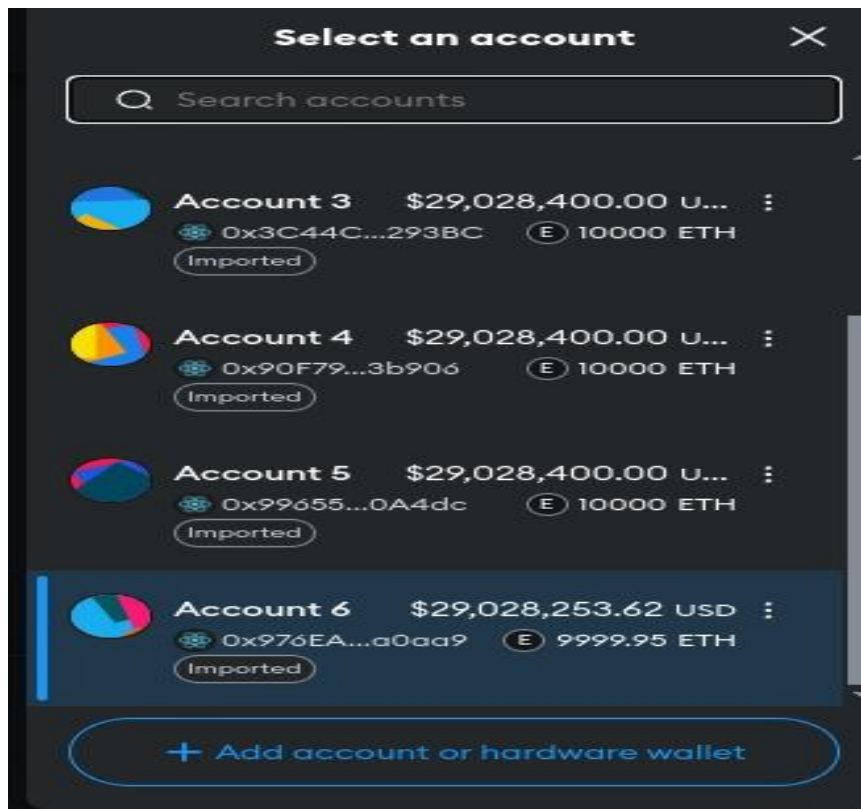 Select an account
Search accounts
Account 3 $29,028,400.00 U...
0x3C44C...293BC E 10000 ETH
Imported
Account 4 $29,028,400.00 U...
0x90F79...3b906 E 10000 ETH
Imported
Account 5 $29,028,400.00 U...
0x99655...0A4dc E 10000 ETH
Imported
Account 6 $29,028,253.62 USD
0x976EA...a0aa9 E 9999.95 ETH
Imported
+ Add account or hardware wallet